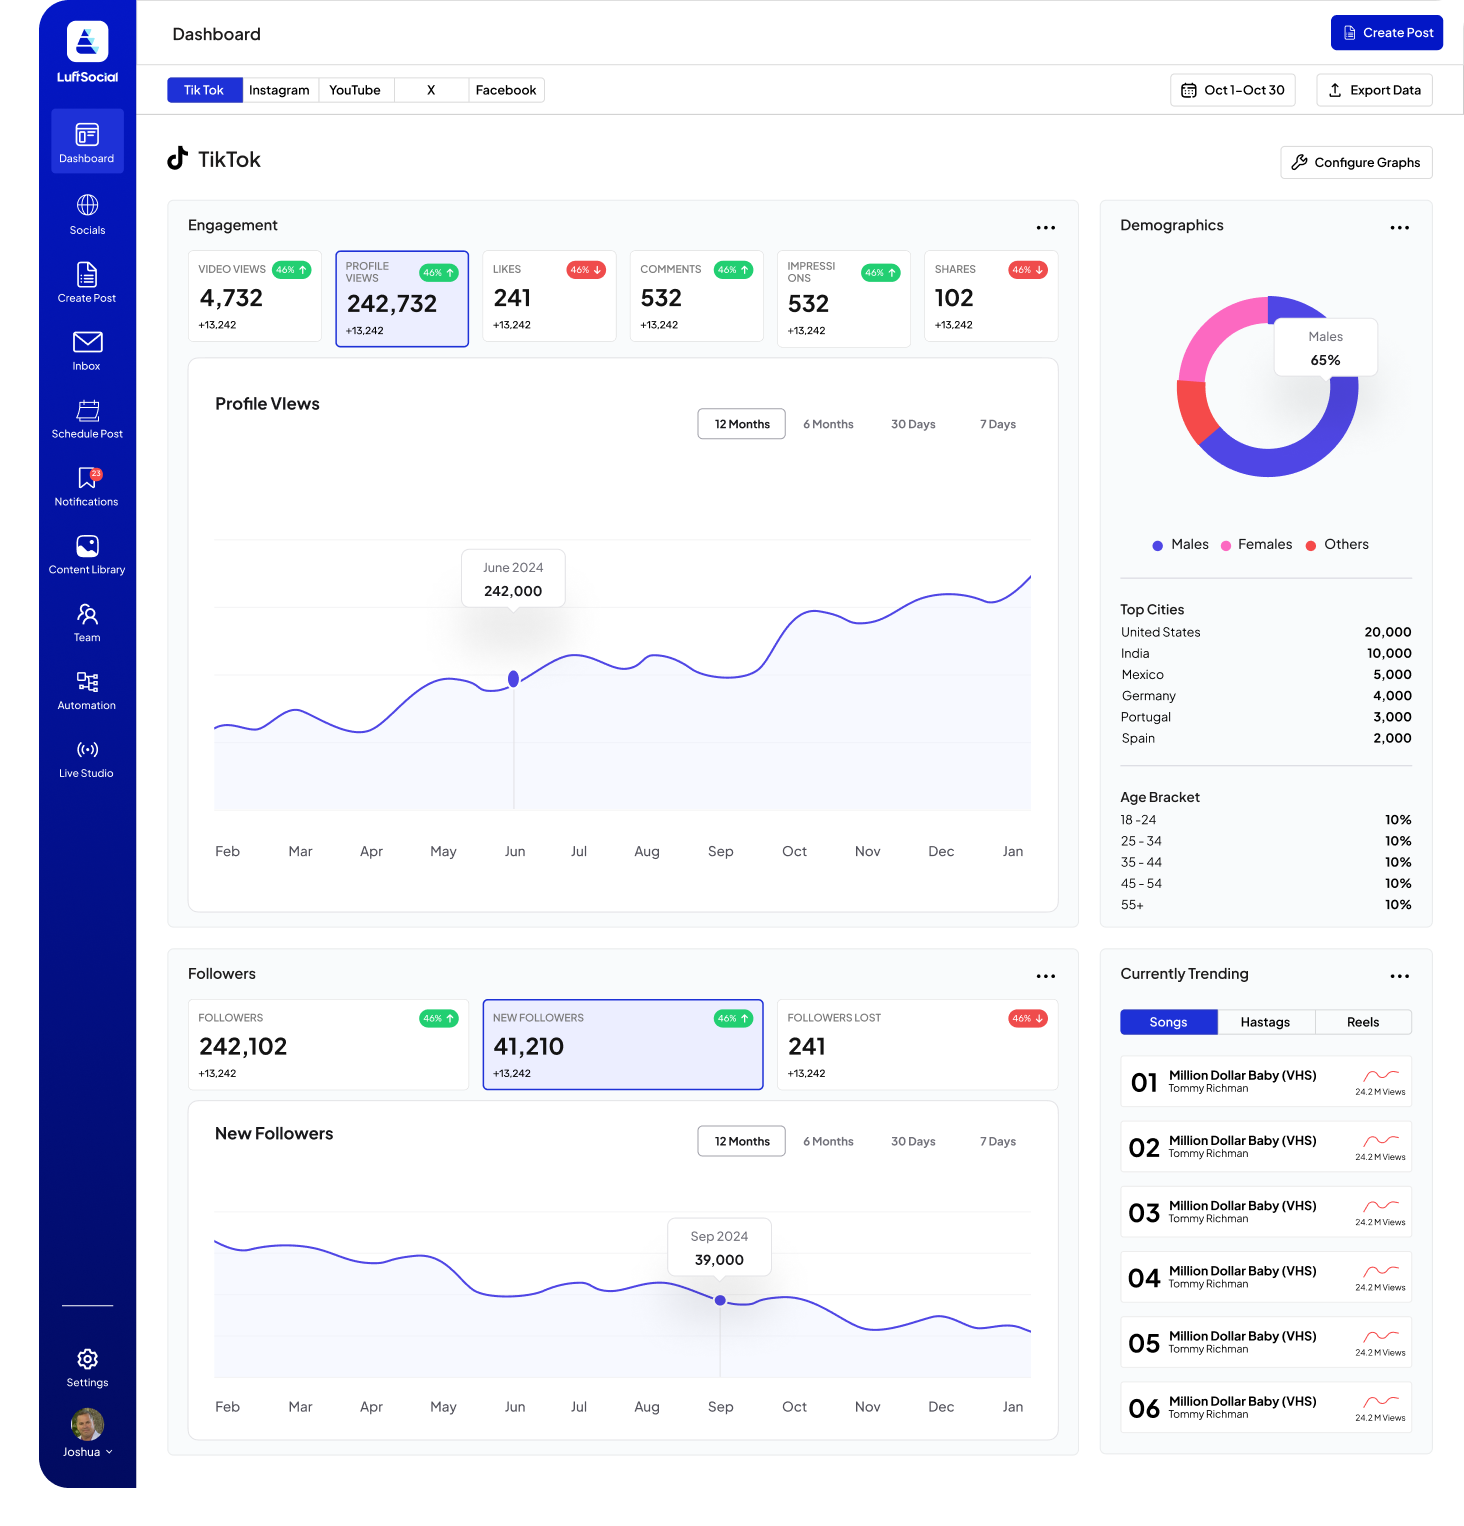 LuffSocial
Dashboard
Socials
Create Post
Inbox
Schedule Post
23
Notifications
Content Library
Team
Automation
Live Studio
Settings
Joshua
Dashboard
Create Post
Tik Tok
Instagram
YouTube
X
Facebook
Oct 1–Oct 30
Export Data
TikTok
Configure Graphs
Engagement
VIDEO VIEWS 46%
4,732
+13,242
PROFILE
VIEWS
46%
242,732
+13,242
LIKES 46%
241
+13,242
COMMENTS 46%
532
+13,242
IMPRESSI
ONS
46%
532
+13,242
SHARES 46%
102
+13,242
Profile VIews
12 Months
6 Months
30 Days
7 Days
June 2024
242,000
Feb Mar Apr May Jun Jul Aug Sep Oct Nov Dec Jan
Demographics
Males
65%
Males Females Others
Top Cities
United States 20,000
India 10,000
Mexico 5,000
Germany 4,000
Portugal 3,000
Spain 2,000
Age Bracket
18 -24 10%
25 - 34 10%
35 - 44 10%
45 - 54 10%
55+ 10%
Followers
FOLLOWERS 46%
242,102
+13,242
NEW FOLLOWERS 46%
41,210
+13,242
FOLLOWERS LOST 46%
241
+13,242
New Followers
12 Months
6 Months
30 Days
7 Days
Sep 2024
39,000
Feb Mar Apr May Jun Jul Aug Sep Oct Nov Dec Jan
Currently Trending
Songs
Hastags
Reels
01 Million Dollar Baby (VHS)
Tommy Richman
24.2 M Views
02 Million Dollar Baby (VHS)
Tommy Richman
24.2 M Views
03 Million Dollar Baby (VHS)
Tommy Richman
24.2 M Views
04 Million Dollar Baby (VHS)
Tommy Richman
24.2 M Views
05 Million Dollar Baby (VHS)
Tommy Richman
24.2 M Views
06 Million Dollar Baby (VHS)
Tommy Richman
24.2 M Views